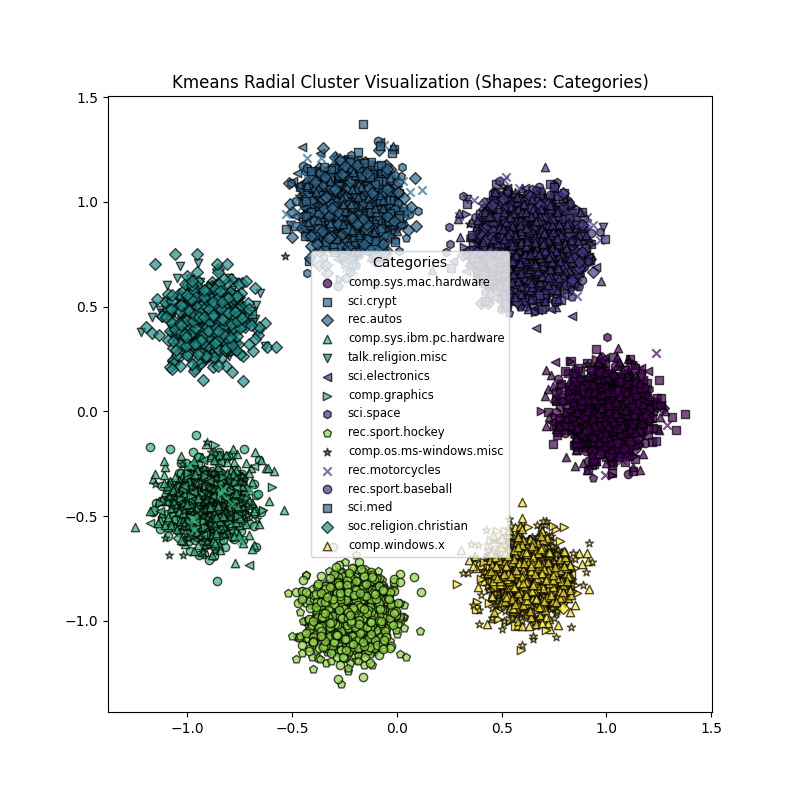 Kmeans Radial Cluster Visualization (Shapes: Categories)
1.5
1.0
0.5
0.0
−0.5
−1.0
Categories
comp.sys.mac.hardware
sci.crypt
rec.autos
comp.sys.ibm.pc.hardware
talk.religion.misc
sci.electronics
comp.graphics
sci.space
rec.sport.hockey
comp.os.ms-windows.misc
rec.motorcycles
rec.sport.baseball
sci.med
soc.religion.christian
comp.windows.x
−1.0 −0.5 0.0 0.5 1.0 1.5